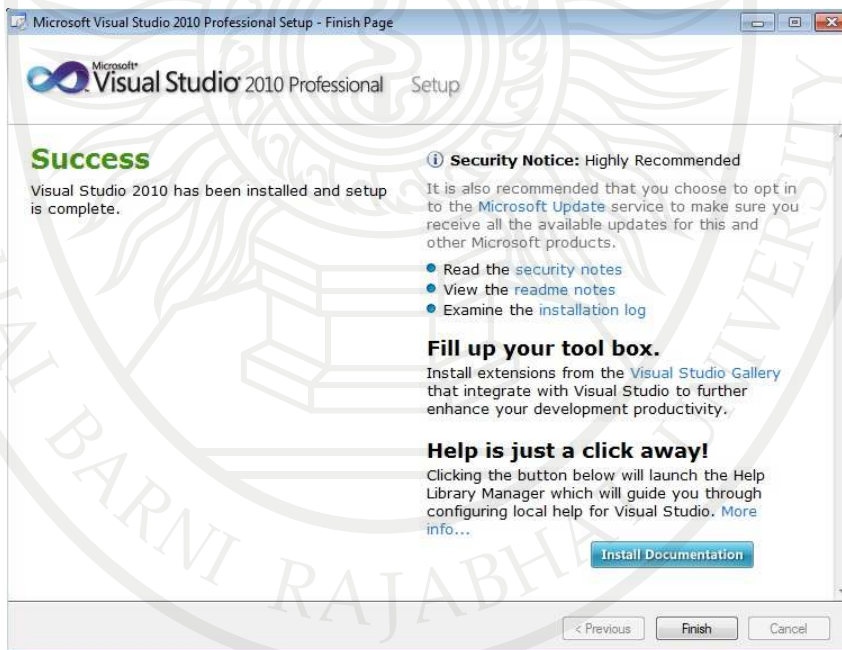 Microsoft Visual Studio 2010 Professional Setup - Finish Page
Microsoft®
Visual Studio® 2010 Professional Setup
Success
Visual Studio 2010 has been installed and setup
is complete.
Security Notice: Highly Recommended
It is also recommended that you choose to opt in
to the Microsoft Update service to make sure you
receive all the available updates for this and
other Microsoft products.
Read the security notes
View the readme notes
Examine the installation log
Fill up your tool box.
Install extensions from the Visual Studio Gallery
that integrate with Visual Studio to further
enhance your development productivity.
Help is just a click away!
Clicking the button below will launch the Help
Library Manager which will guide you through
configuring local help for Visual Studio. More
info...
Install Documentation
< Previous Finish Cancel
BARNI RAJABHAT UNIVERSITY